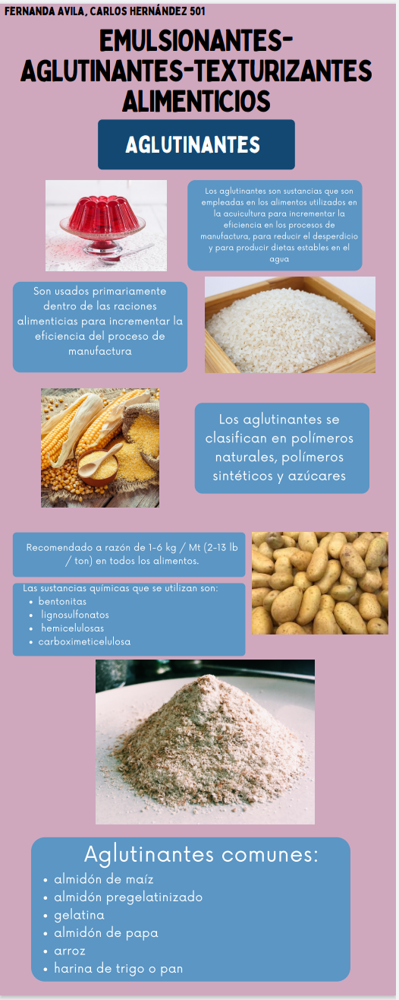 FERNANDA AVILA, CARLOS HERNÁNDEZ 501
EMULSIONANTES-
AGLUTINANTES-TEXTURIZANTES
ALIMENTICIOS
AGLUTINANTES
Los aglutinantes son sustancias que son
empleadas en los alimentos utilizados en
la acuicultura para incrementar la
eficiencia en los procesos de
manufactura, para reducir el desperdicio
y para producir dietas estables en el
agua
Son usados primariamente
dentro de las raciones
alimenticias para incrementar la
eficiencia del proceso de
manufactura
Los aglutinantes se
clasifican en polímeros
naturales, polímeros
sintéticos y azúcares
Recomendado a razón de 1-6 kg / Mt (2-13 lb
/ ton) en todos los alimentos.
Las sustancias químicas que se utilizan son:
• bentonitas
• lignosulfonatos
• hemicelulosas
• carboximeticelulosa
Aglutinantes comunes:
• almidón de maíz
• almidón pregelatinizado
• gelatina
• almidón de papa
• arroz
• harina de trigo o pan